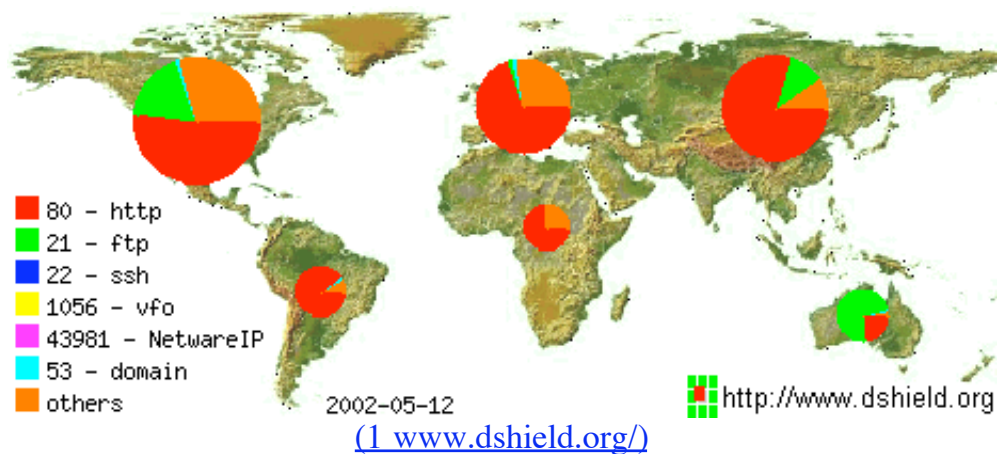 80 - http
21 - ftp
22 - ssh
1056 - vfo
43981 - NetwareIP
53 - domain
others
2002-05-12
http://www.dshield.org
(1 www.dshield.org/)